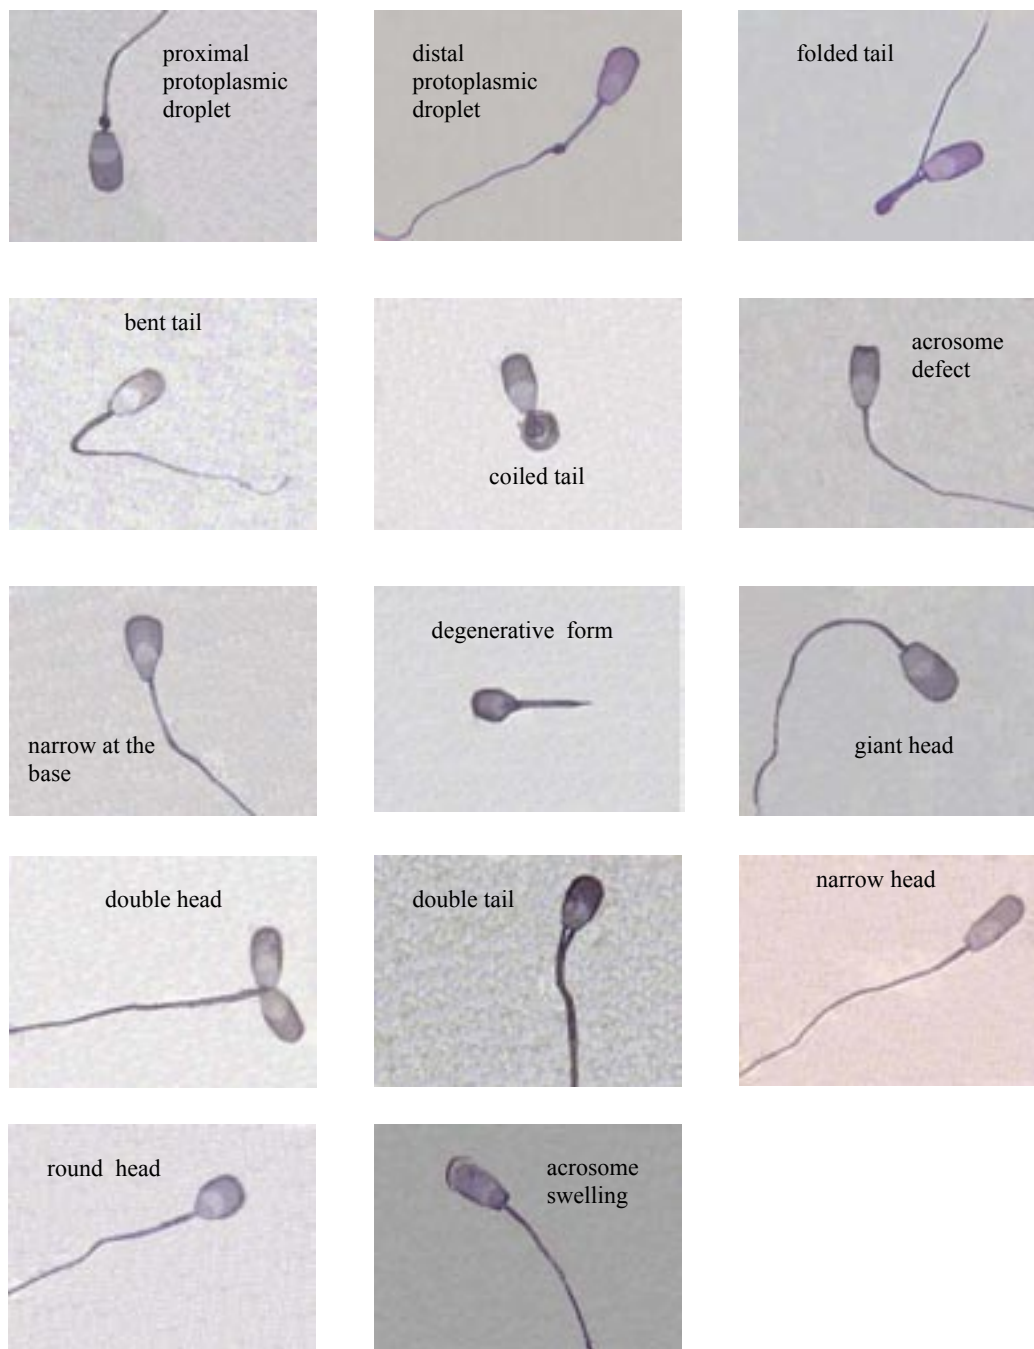 proximal
protoplasmic
droplet
distal
protoplasmic
droplet
folded tail
bent tail
coiled tail
acrosome
defect
narrow at the
base
degenerative form
giant head
double head
double tail
narrow head
round head
acrosome
swelling